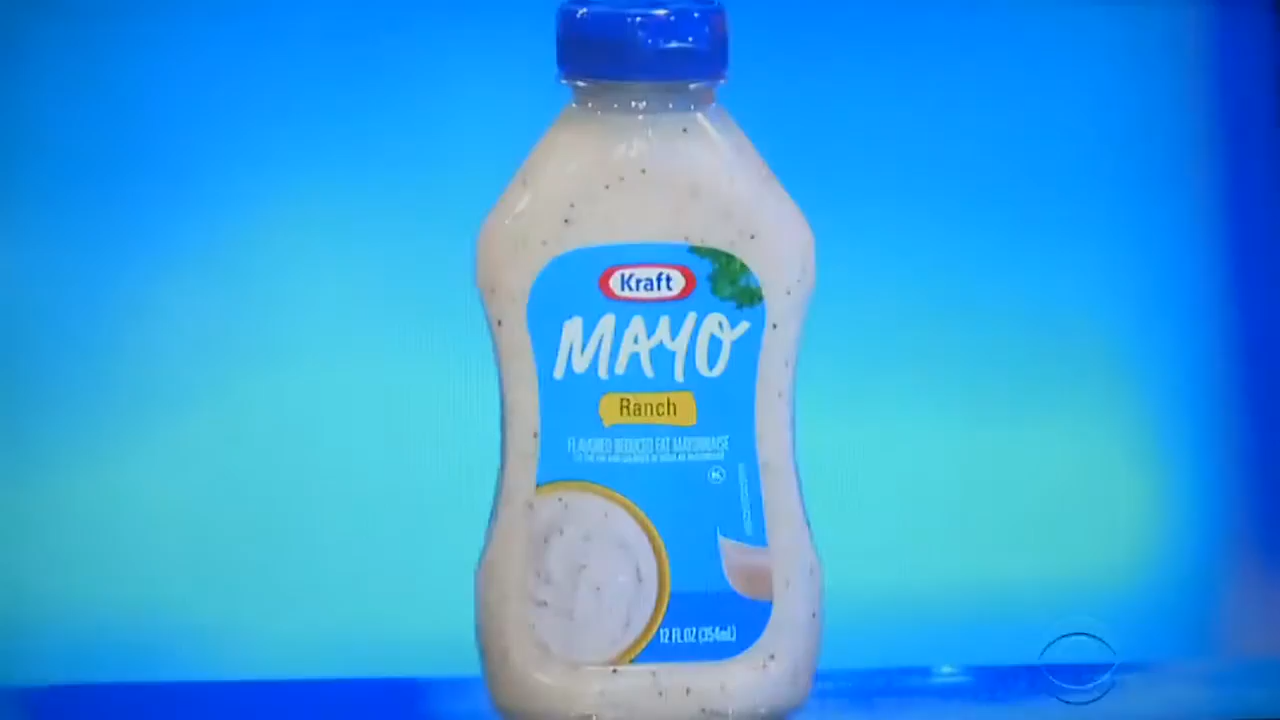 Kraft
MAYO
Ranch
FLAVORED REDUCED FAT MAYONNAISE
K
12 FL OZ (354mL)